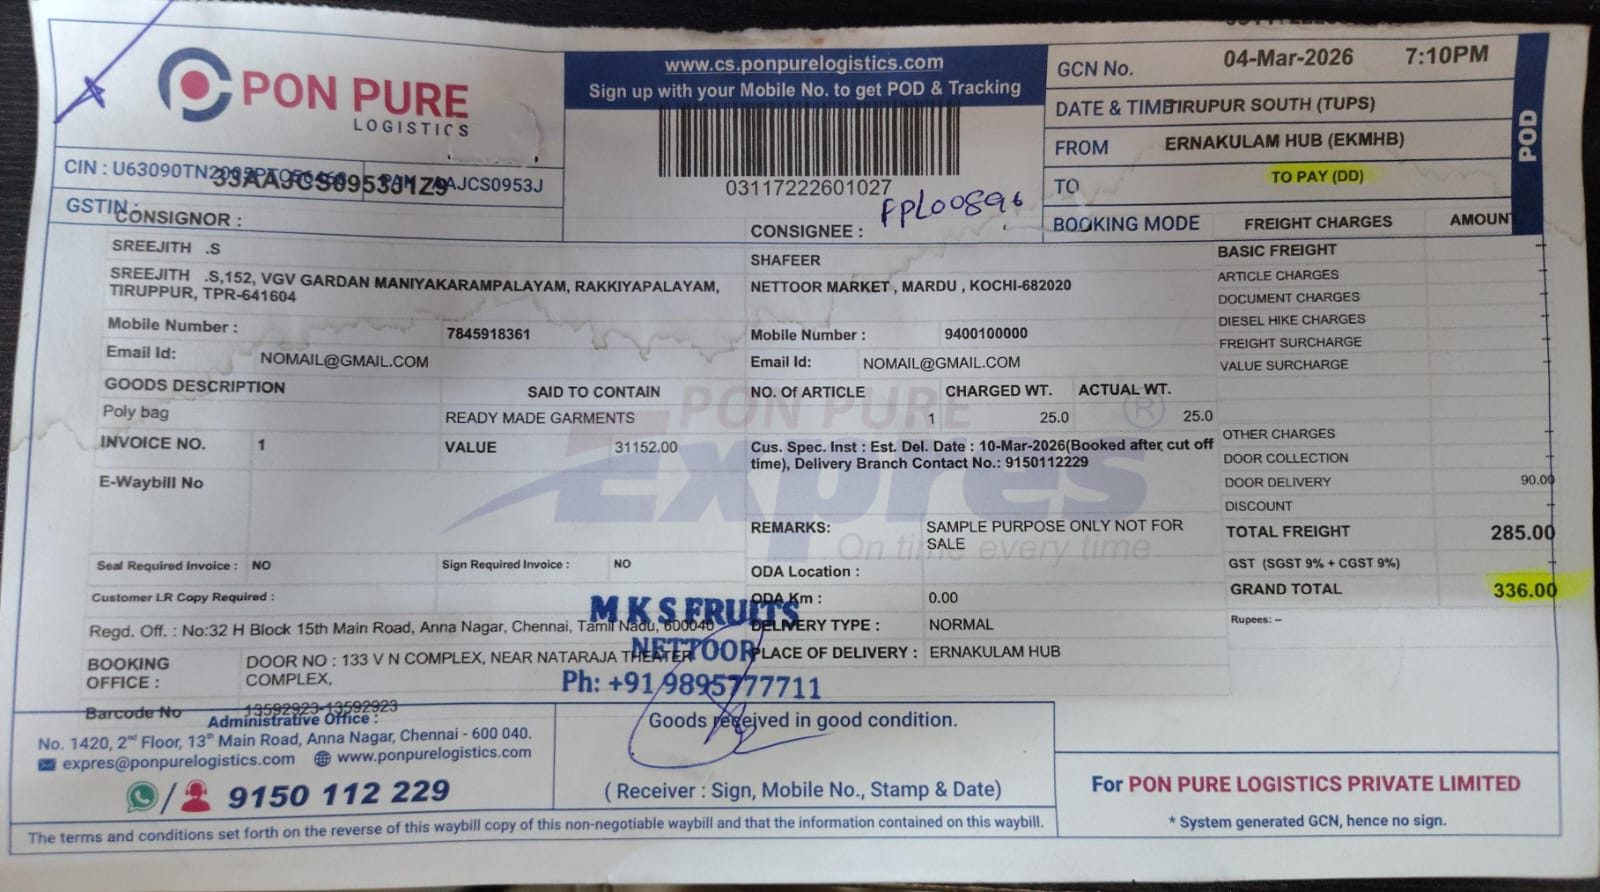 PON PURE
LOGISTICS
www.cs.ponpurelogistics.com
Sign up with your Mobile No. to get POD & Tracking
03117222601027
FPL00896
GCN No.
04-Mar-2026 7:10PM
DATE & TIME TIRUPUR SOUTH (TUPS)
FROM ERNAKULAM HUB (EKMHB)
TO TO PAY (DD)
BOOKING MODE
POD
CIN :
33AAJCS0953J1Z9
AAJCS0953J
GSTIN :
CONSIGNOR :
SREEJITH .S
SREEJITH .S,152, VGV GARDAN MANIYAKARAMPALAYAM, RAKKIYAPALAYAM,
TIRUPPUR, TPR-641604
Mobile Number : 7845918361
Email Id: NOMAIL@GMAIL.COM
CONSIGNEE :
SHAFEER
NETTOOR MARKET , MARDU , KOCHI-682020
Mobile Number : 9400100000
Email Id: NOMAIL@GMAIL.COM
FREIGHT CHARGES AMOUNT
BASIC FREIGHT -
ARTICLE CHARGES -
DOCUMENT CHARGES -
DIESEL HIKE CHARGES -
FREIGHT SURCHARGE -
VALUE SURCHARGE -
OTHER CHARGES -
DOOR COLLECTION -
DOOR DELIVERY 90.00
DISCOUNT -
TOTAL FREIGHT 285.00
GST (SGST 9% + CGST 9%) -
GRAND TOTAL 336.00
Rupees: --
GOODS DESCRIPTION SAID TO CONTAIN
Poly bag READY MADE GARMENTS
INVOICE NO. 1 VALUE 31152.00
E-Waybill No
NO. Of ARTICLE CHARGED WT. ACTUAL WT.
1 25.0 25.0
Cus. Spec. Inst : Est. Del. Date : 10-Mar-2026(Booked after cut off
time), Delivery Branch Contact No.: 9150112229
REMARKS: SAMPLE PURPOSE ONLY NOT FOR
SALE
PON PURE ®
Expres
On time every time
Seal Required Invoice : NO Sign Required Invoice : NO
Customer LR Copy Required :
ODA Location :
ODA Km : 0.00
DELIVERY TYPE : NORMAL
PLACE OF DELIVERY : ERNAKULAM HUB
Regd. Off. : No:32 H Block 15th Main Road, Anna Nagar, Chennai, Tamil Nadu, 600040
BOOKING OFFICE : DOOR NO : 133 V N COMPLEX, NEAR NATARAJA THEATER
COMPLEX,
Barcode No 13592923-13592923
M K S FRUITS
NETTOOR
Ph: +91 9895777711
Administrative Office :
No. 1420, 2nd Floor, 13th Main Road, Anna Nagar, Chennai - 600 040.
expres@ponpurelogistics.com www.ponpurelogistics.com
/ 9150 112 229
Goods received in good condition.
(Receiver : Sign, Mobile No., Stamp & Date)
For PON PURE LOGISTICS PRIVATE LIMITED
* System generated GCN, hence no sign.
The terms and conditions set forth on the reverse of this waybill copy of this non-negotiable waybill and that the information contained on this waybill.